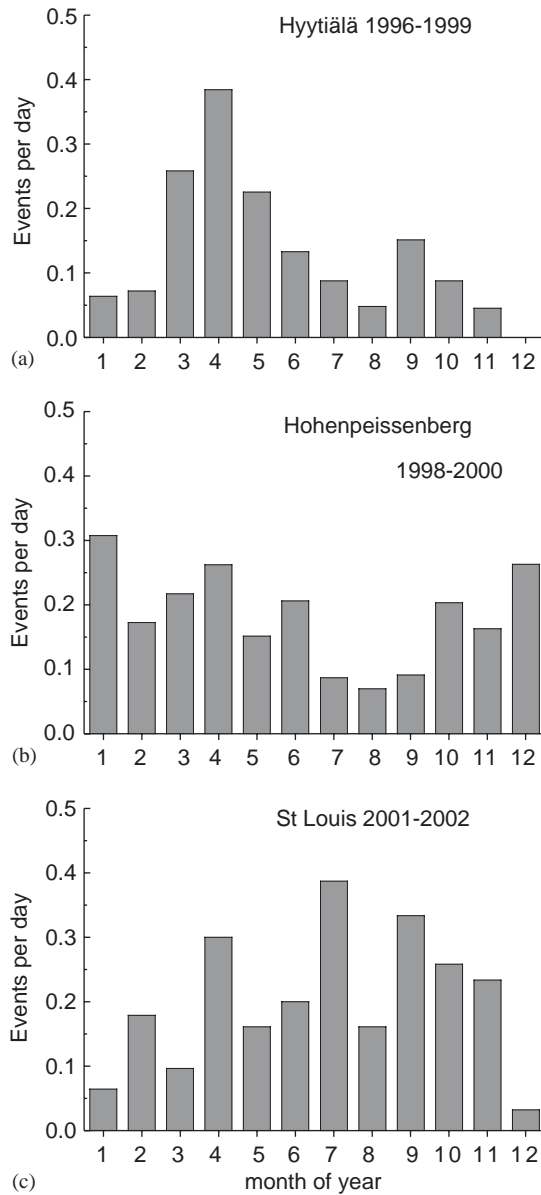 Hyytiälä 1996-1999
Events per day
0.5
0.4
0.3
0.2
0.1
0.0
1 2 3 4 5 6 7 8 9 10 11 12
(a)
Hohenpeissenberg
1998-2000
Events per day
0.5
0.4
0.3
0.2
0.1
0.0
1 2 3 4 5 6 7 8 9 10 11 12
(b)
St Louis 2001-2002
Events per day
0.5
0.4
0.3
0.2
0.1
0.0
1 2 3 4 5 6 7 8 9 10 11 12
(c)
month of year